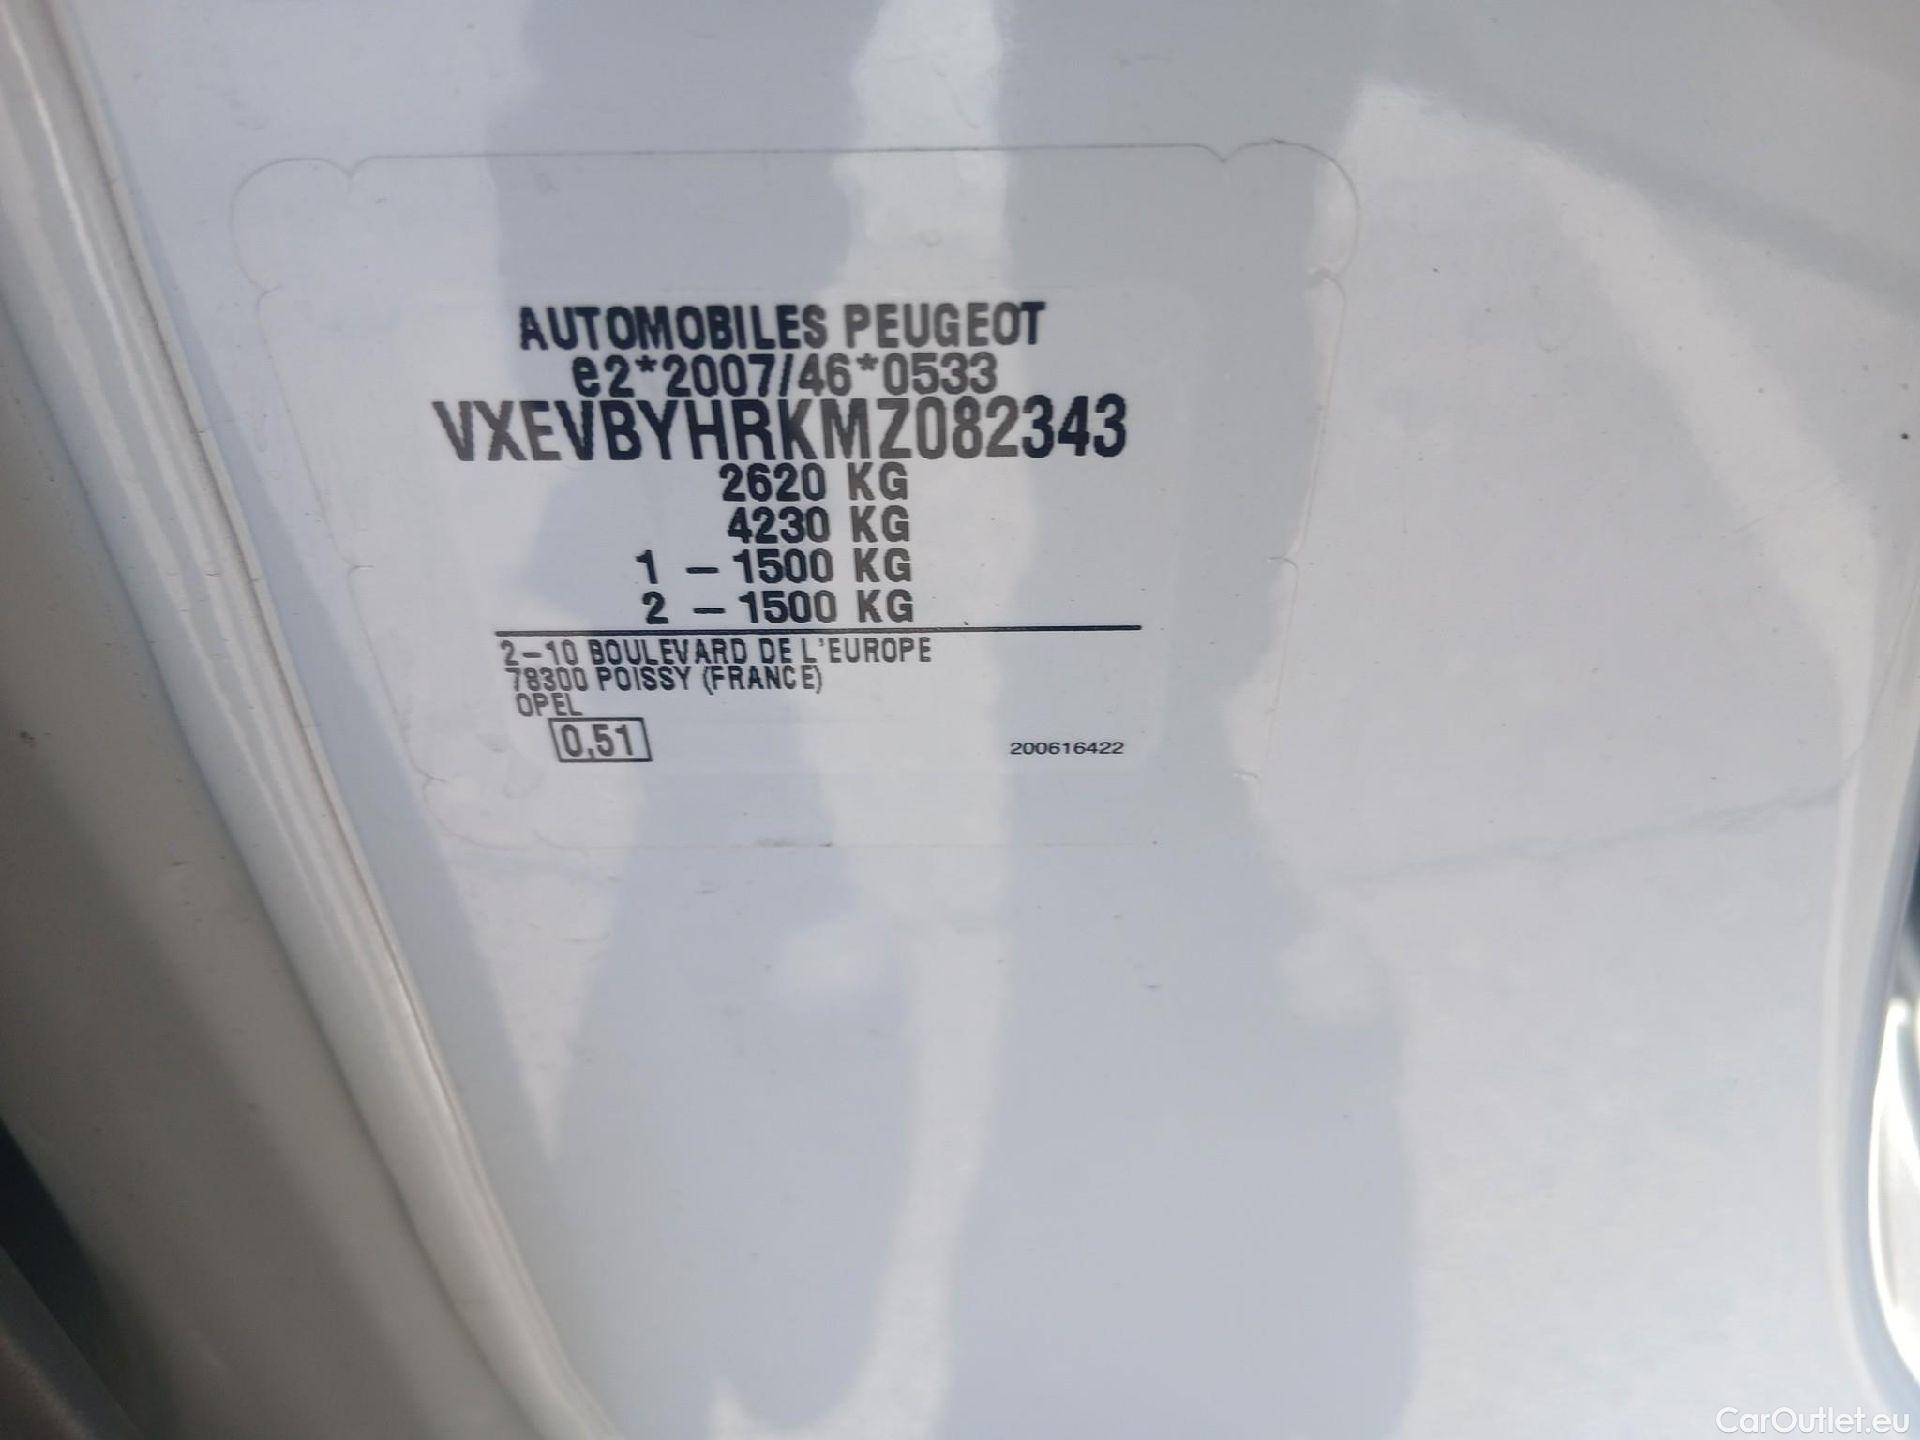 AUTOMOBILES PEUGEOT
e2*2007/46*0533
VXEVBYHRKMZ082343
2620 KG
4230 KG
1 – 1500 KG
2 – 1500 KG
2–10 BOULEVARD DE L'EUROPE
78300 POISSY (FRANCE)
OPEL
0,51
200616422
CarOutlet.eu